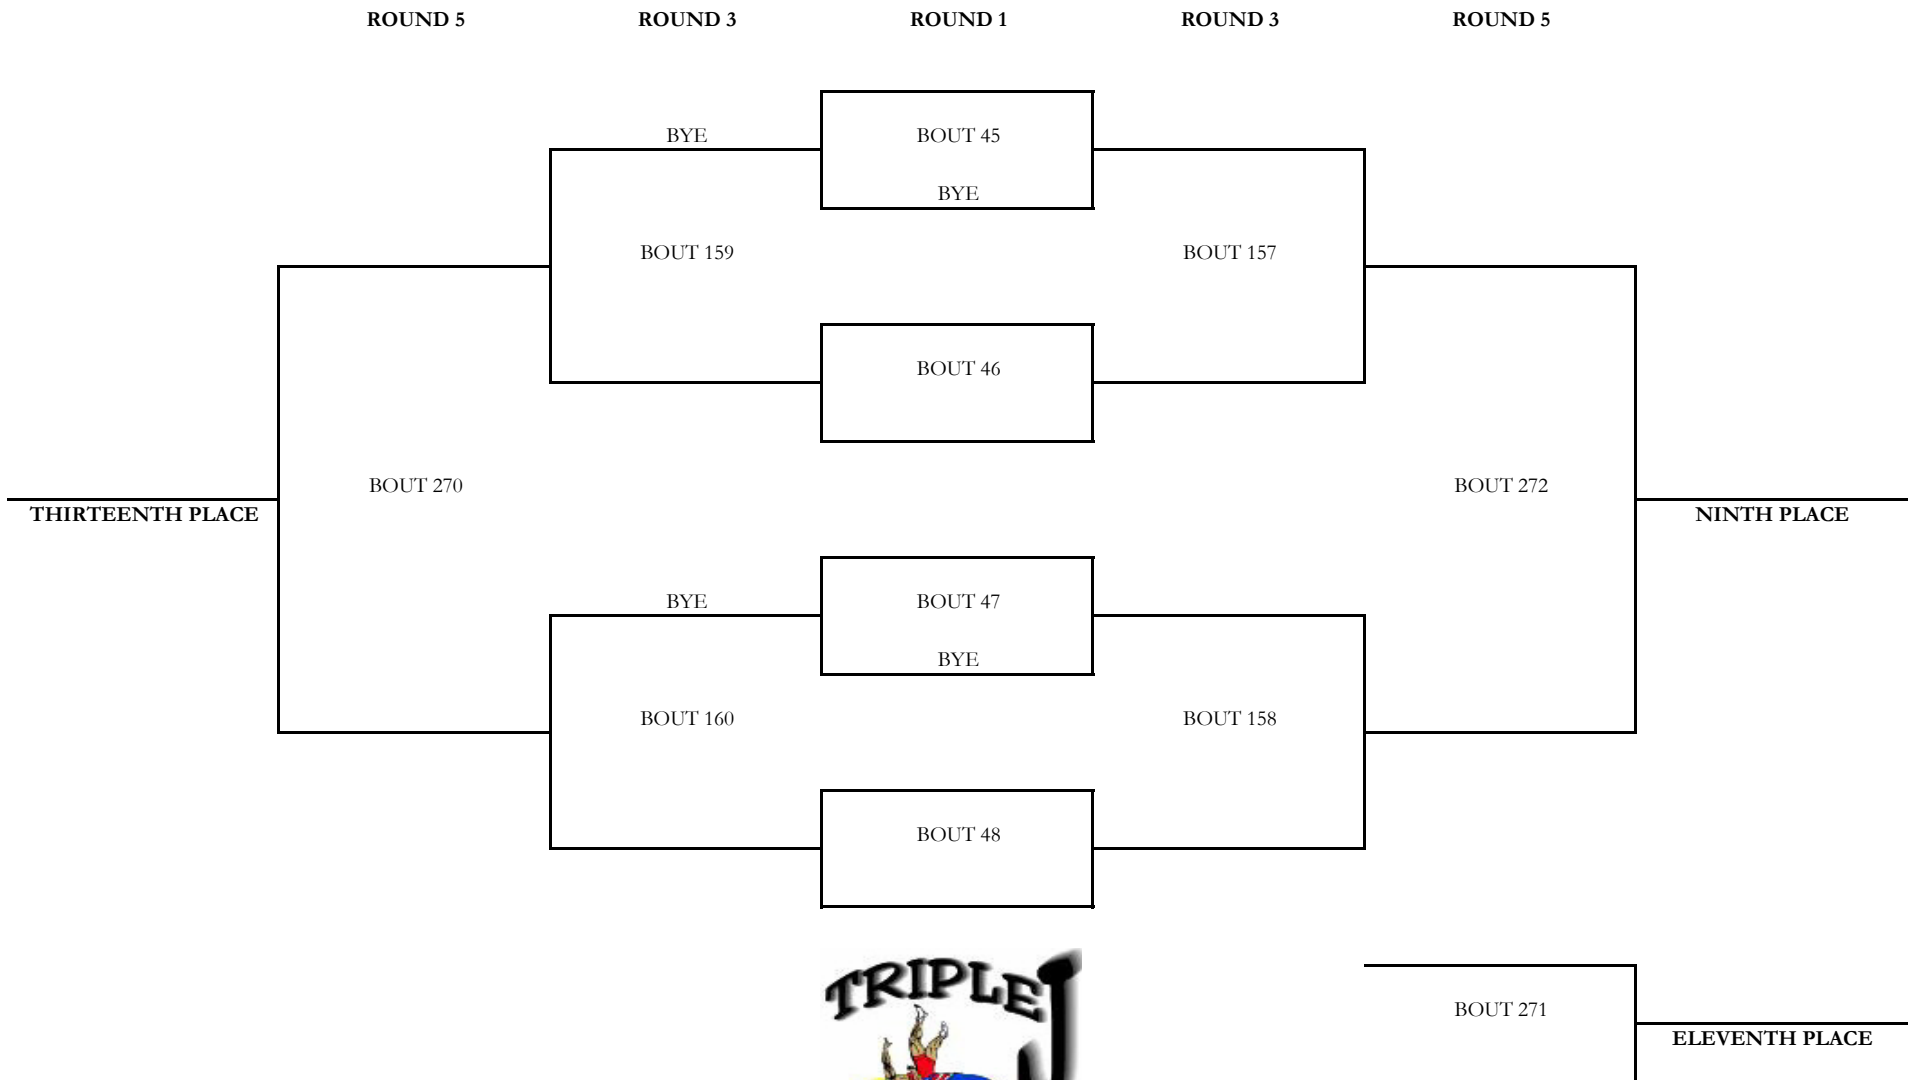 ROUND 5 ROUND 3 ROUND 1 ROUND 3 ROUND 5
BYE BOUT 45
BYE
BOUT 159 BOUT 157
BOUT 46
BOUT 270 BOUT 272
THIRTEENTH PLACE NINTH PLACE
BYE BOUT 47
BYE
BOUT 160 BOUT 158
BOUT 48
TRIPLE J
BOUT 271
ELEVENTH PLACE